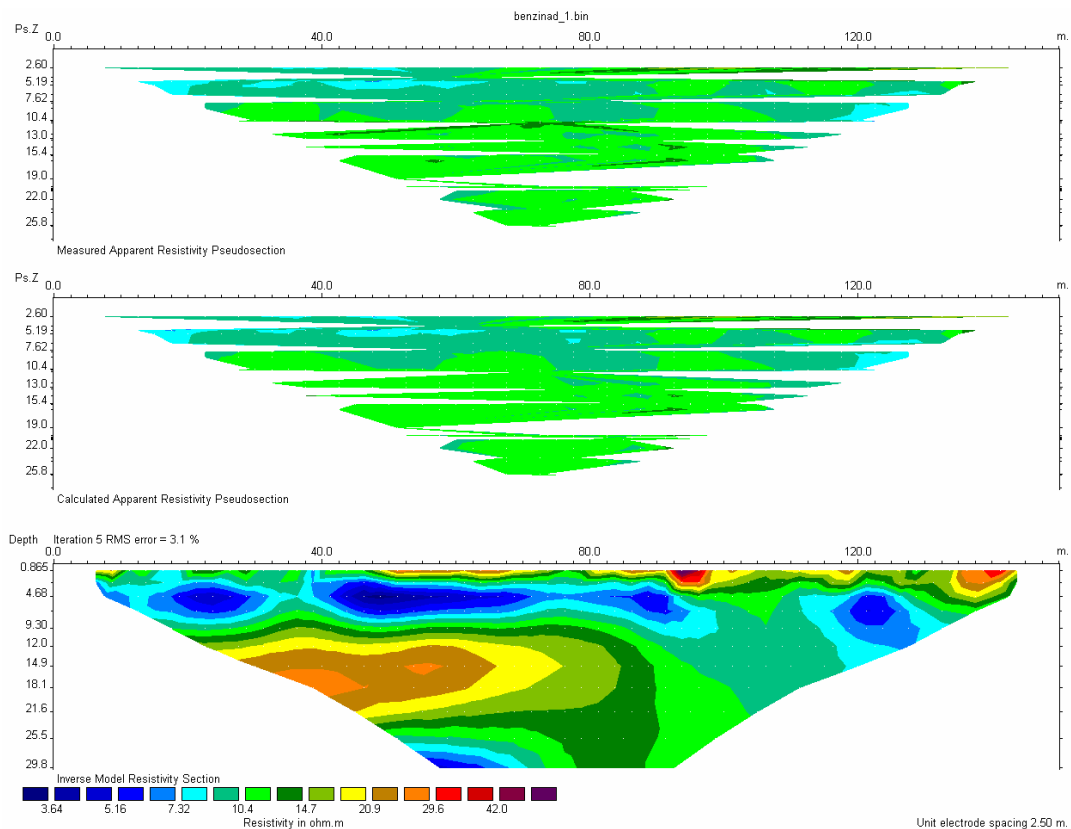 benzinad_1.bin
Ps.Z 0.0 40.0 80.0 120.0 m.
2.60
5.19
7.62
10.4
13.0
15.4
19.0
22.0
25.8
Measured Apparent Resistivity Pseudosection
Ps.Z 0.0 40.0 80.0 120.0 m.
2.60
5.19
7.62
10.4
13.0
15.4
19.0
22.0
25.8
Calculated Apparent Resistivity Pseudosection
Depth Iteration 5 RMS error = 3.1 %
0.0 40.0 80.0 120.0 m.
0.865
4.68
9.30
12.0
14.9
18.1
21.6
25.5
29.8
Inverse Model Resistivity Section
3.64 5.16 7.32 10.4 14.7 20.9 29.6 42.0
Resistivity in ohm.m
Unit electrode spacing 2.50 m.